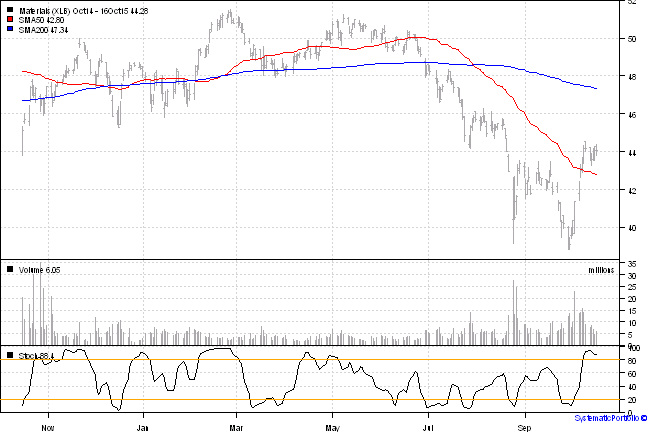 Materials (XLB) Oct14 - 16Oct15 44.28
SMA50 42.80
SMA200 47.34
52
50
48
46
44
42
40
Volume 6.05
millions
35
30
25
20
15
10
5
0
Stoch 88.4
100
80
60
40
20
0
Nov
Jan
Mar
May
Jul
Sep
SystematicPortfolio ©